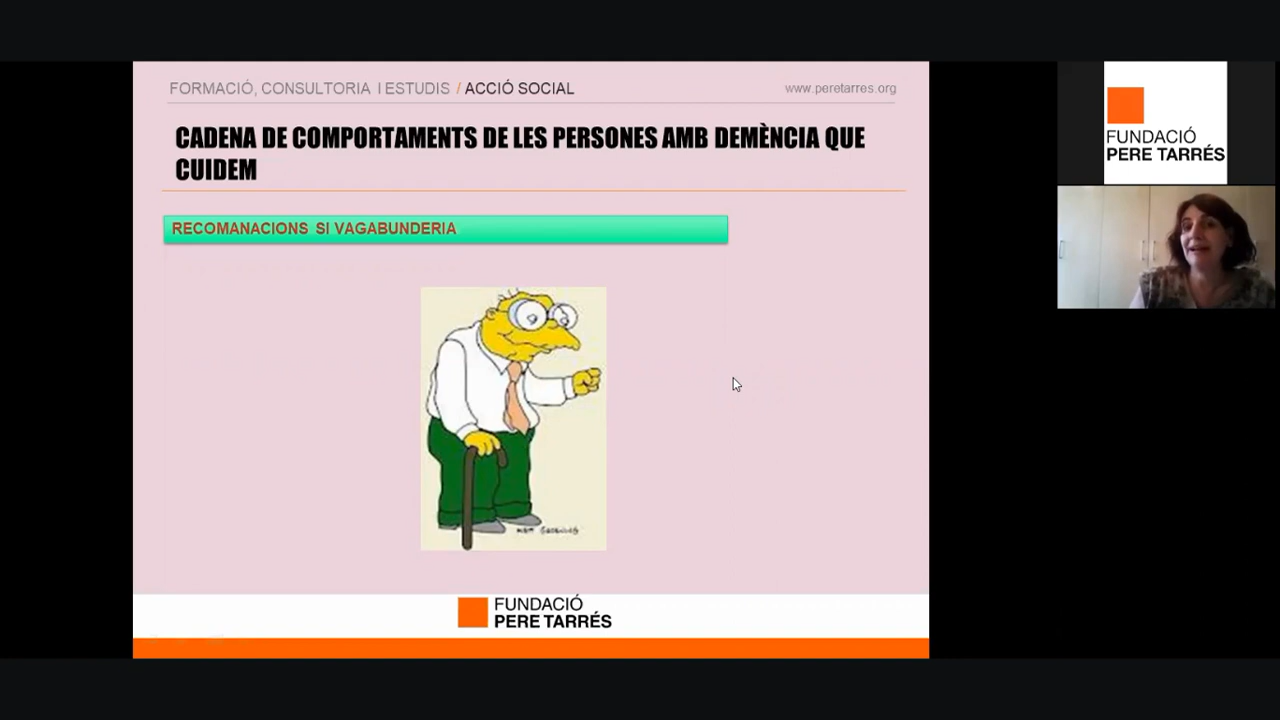 FORMACIÓ, CONSULTORIA I ESTUDIS / ACCIÓ SOCIAL
www.peretarres.org
CADENA DE COMPORTAMENTS DE LES PERSONES AMB DEMÈNCIA QUE
CUIDEM
RECOMANACIONS SI VAGABUNDERIA
FUNDACIÓ
PERE TARRÉS
FUNDACIÓ
PERE TARRÉS